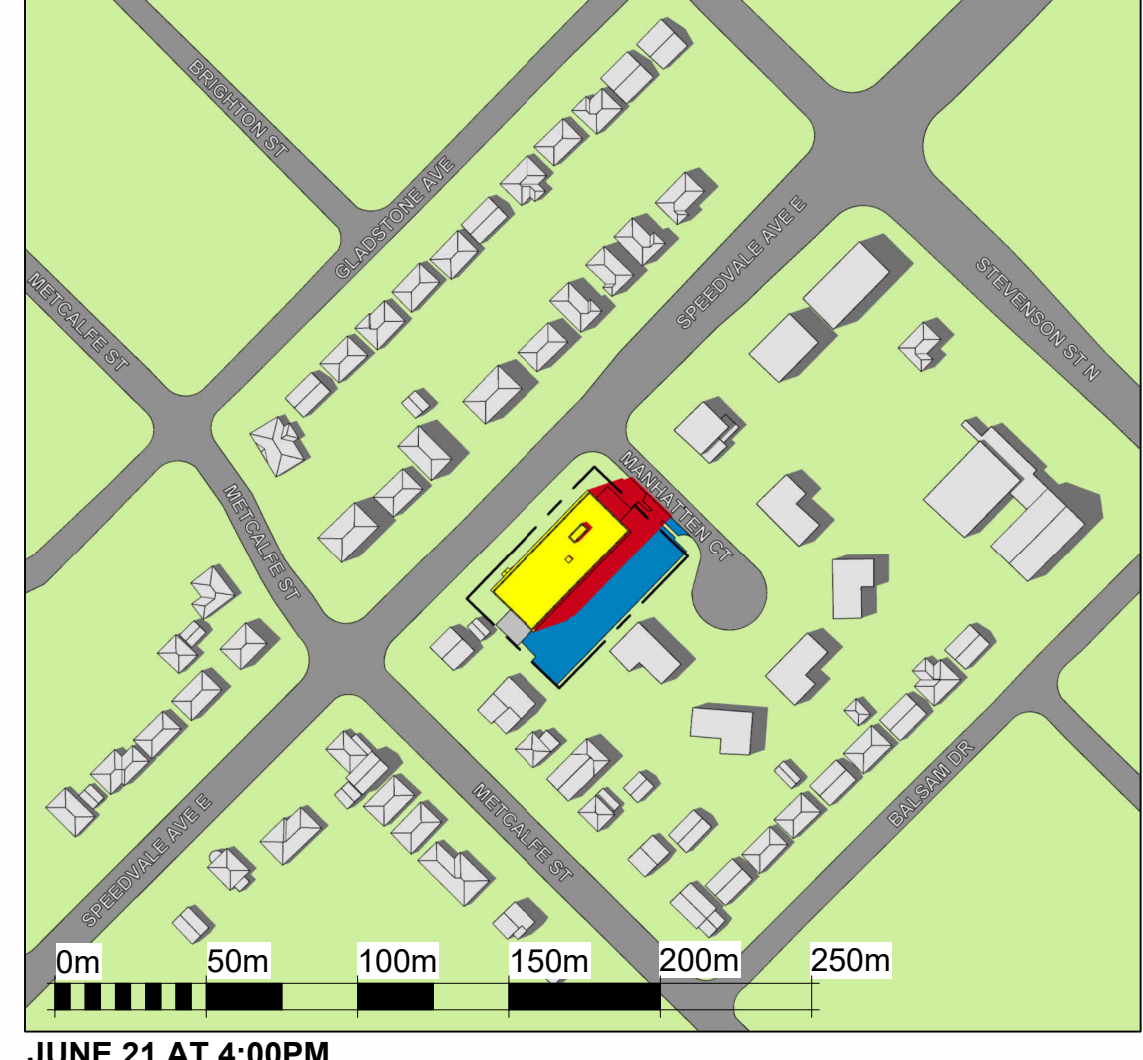 BRIGHTON ST
GLADSTONE AVE
METCALFE ST
SPEEDVALE AVE E
STEVENSON ST N
MANHATTEN CT
METCALFE ST
METCALFE ST
BALSAM DR
SPEEDVALE AVE E
0m 50m 100m 150m 200m 250m
JUNE 21 AT 4:00PM